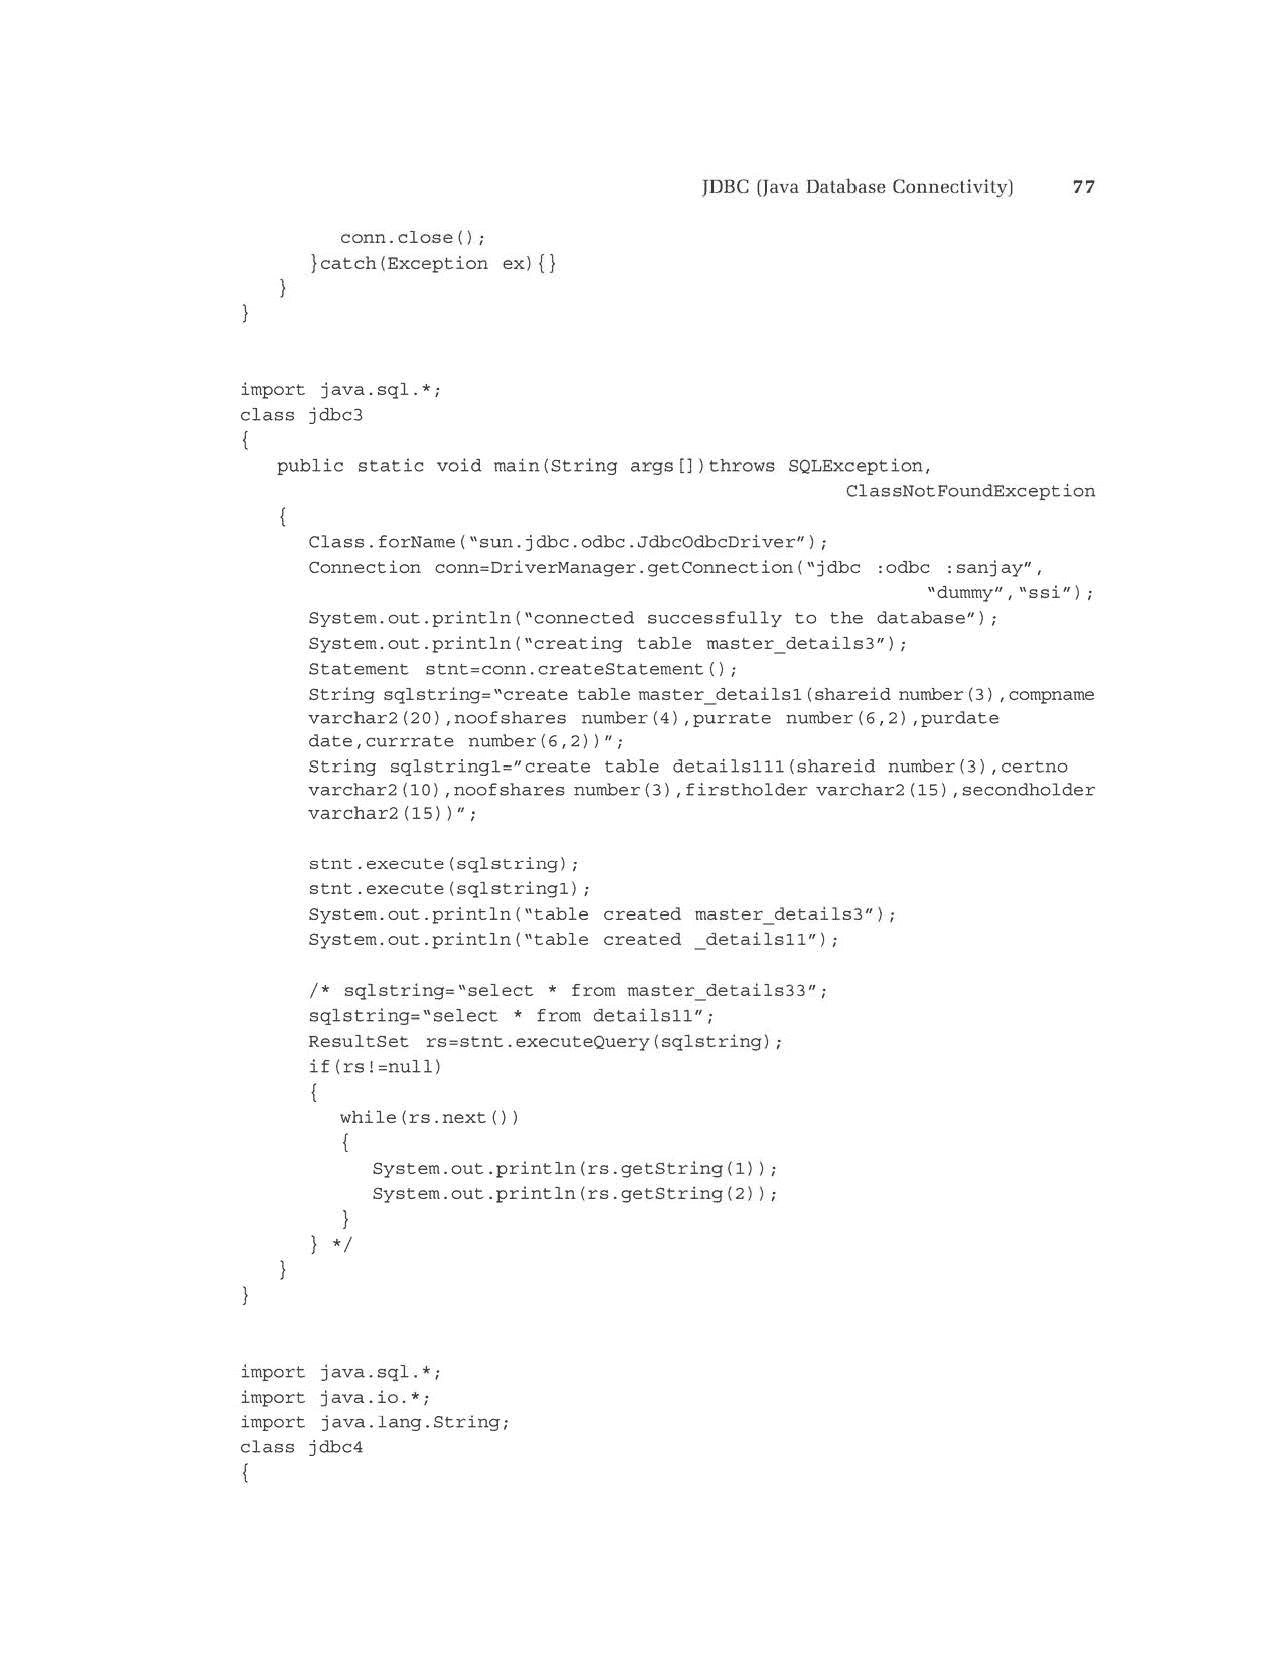 JDBC (Java Database Connectivity) 77
conn.close();
}catch(Exception ex){}
}
}
import java.sql.*;
class jdbc3
{
public static void main(String args[])throws SQLException,
ClassNotFoundException
{
Class.forName(“sun.jdbc.odbc.JdbcOdbcDriver”);
Connection conn=DriverManager.getConnection(“jdbc :odbc :sanjay”,
“dummy”,“ssi”);
System.out.println(“connected successfully to the database”);
System.out.println(“creating table master_details3”);
Statement stnt=conn.createStatement();
String sqlstring=“create table master_details1(shareid number(3),compname
varchar2(20),noofshares number(4),purrate number(6,2),purdate
date,currrate number(6,2))”;
String sqlstring1=”create table details111(shareid number(3),certno
varchar2(10),noofshares number(3),firstholder varchar2(15),secondholder
varchar2(15))”;
stnt.execute(sqlstring);
stnt.execute(sqlstring1);
System.out.println(“table created master_details3”);
System.out.println(“table created _details11”);
/* sqlstring=“select * from master_details33”;
sqlstring=“select * from details11”;
ResultSet rs=stnt.executeQuery(sqlstring);
if(rs!=null)
{
while(rs.next())
{
System.out.println(rs.getString(1));
System.out.println(rs.getString(2));
}
} */
}
}
import java.sql.*;
import java.io.*;
import java.lang.String;
class jdbc4
{